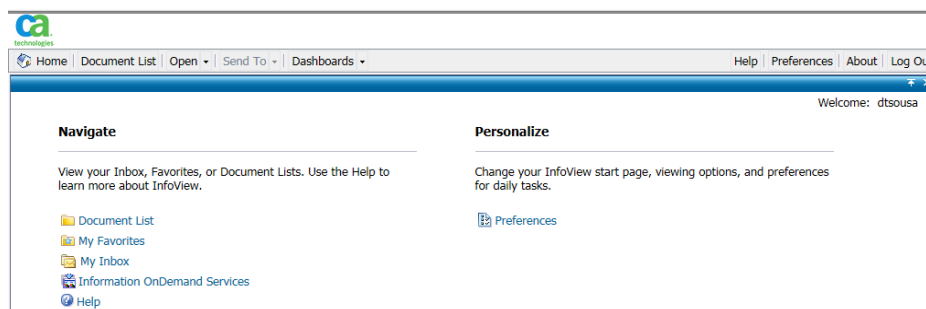 ca
technologies
Home Document List Open Send To Dashboards Help Preferences About Log Ou
Welcome: dtsousa
Navigate
Personalize
View your Inbox, Favorites, or Document Lists. Use the Help to
learn more about InfoView.
Change your InfoView start page, viewing options, and preferences
for daily tasks.
Document List
Preferences
My Favorites
My Inbox
Information OnDemand Services
Help